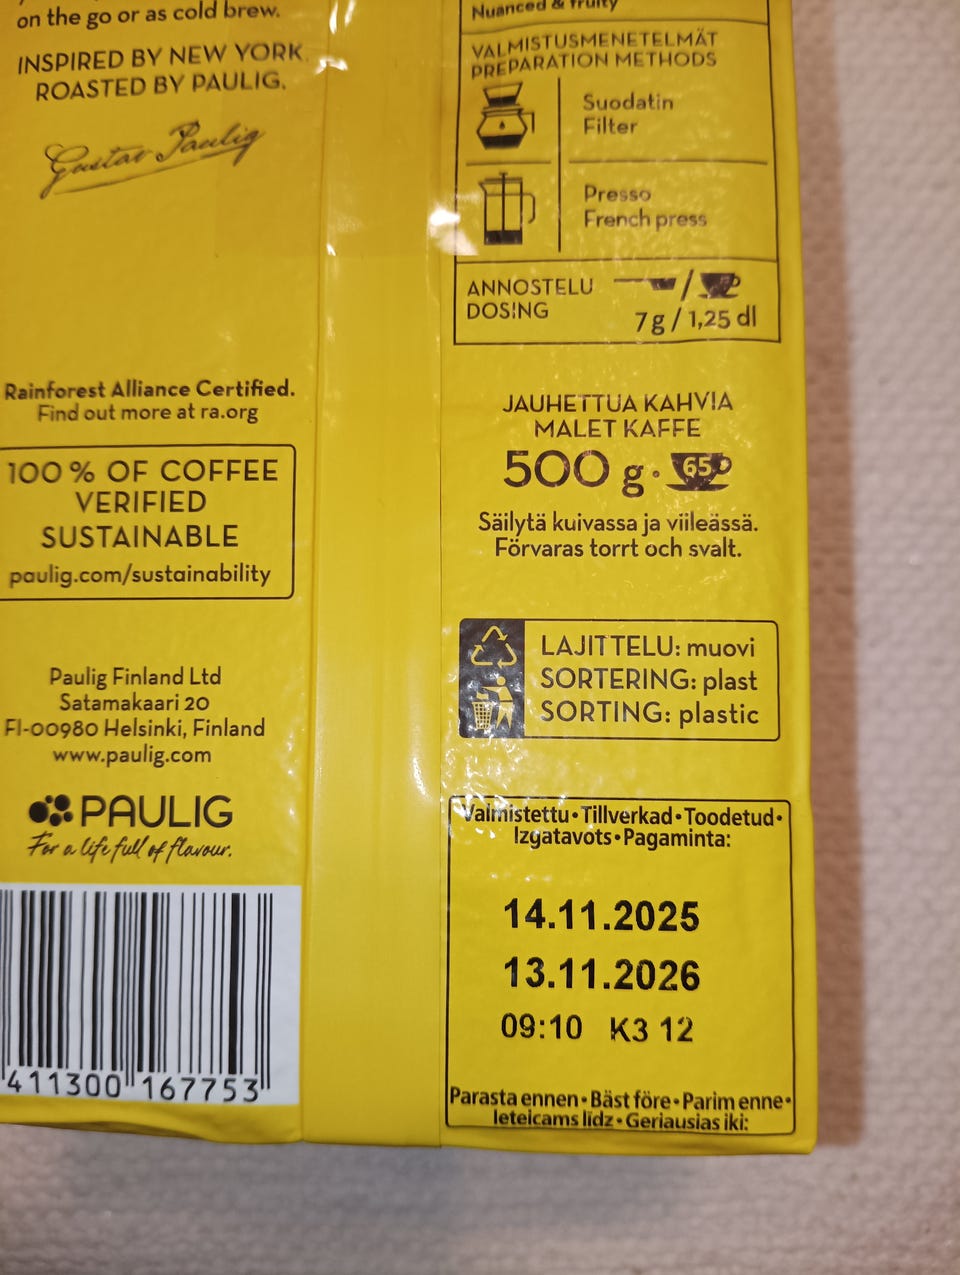 on the go or as cold brew.
INSPIRED BY NEW YORK.
ROASTED BY PAULIG.
Gustav Paulig
Rainforest Alliance Certified.
Find out more at ra.org
100 % OF COFFEE
VERIFIED
SUSTAINABLE
paulig.com/sustainability
Paulig Finland Ltd
Satamakaari 20
FI-00980 Helsinki, Finland
www.paulig.com
PAULIG
For a life full of flavour.
411300 167753
Nuanced & fruity
VALMISTUSMENETELMÄT
PREPARATION METHODS
Suodatin
Filter
Presso
French press
ANNOSTELU
DOSING
7 g / 1,25 dl
JAUHETTUA KAHVIA
MALET KAFFE
500 g • 65
Säilytä kuivassa ja viileässä.
Förvaras torrt och svalt.
LAJITTELU: muovi
SORTERING: plast
SORTING: plastic
Valmistettu • Tillverkad • Toodetud •
Izgatavots • Pagaminta:
14.11.2025
13.11.2026
09:10 K3 12
Parasta ennen • Bäst före • Parim enne •
Ieteicams līdz • Geriausias iki: